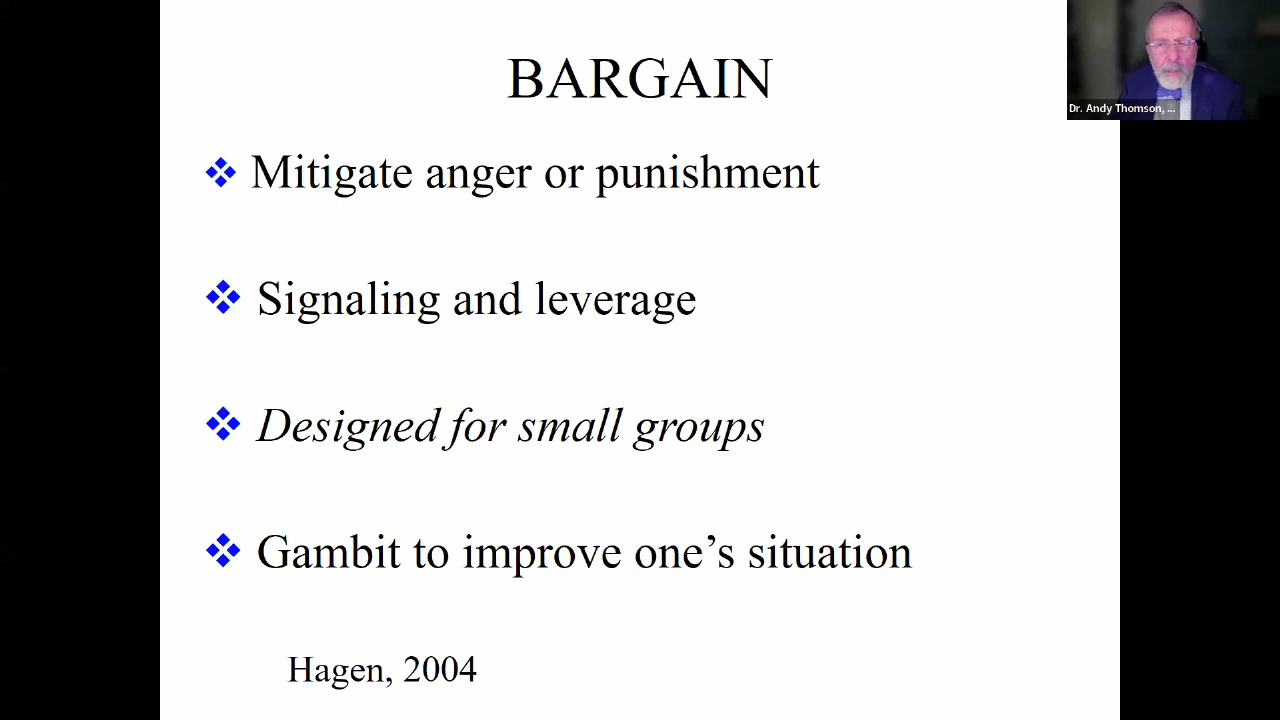 BARGAIN
Dr. Andy Thomson, ...
❖ Mitigate anger or punishment
❖ Signaling and leverage
❖ Designed for small groups
❖ Gambit to improve one’s situation
Hagen, 2004